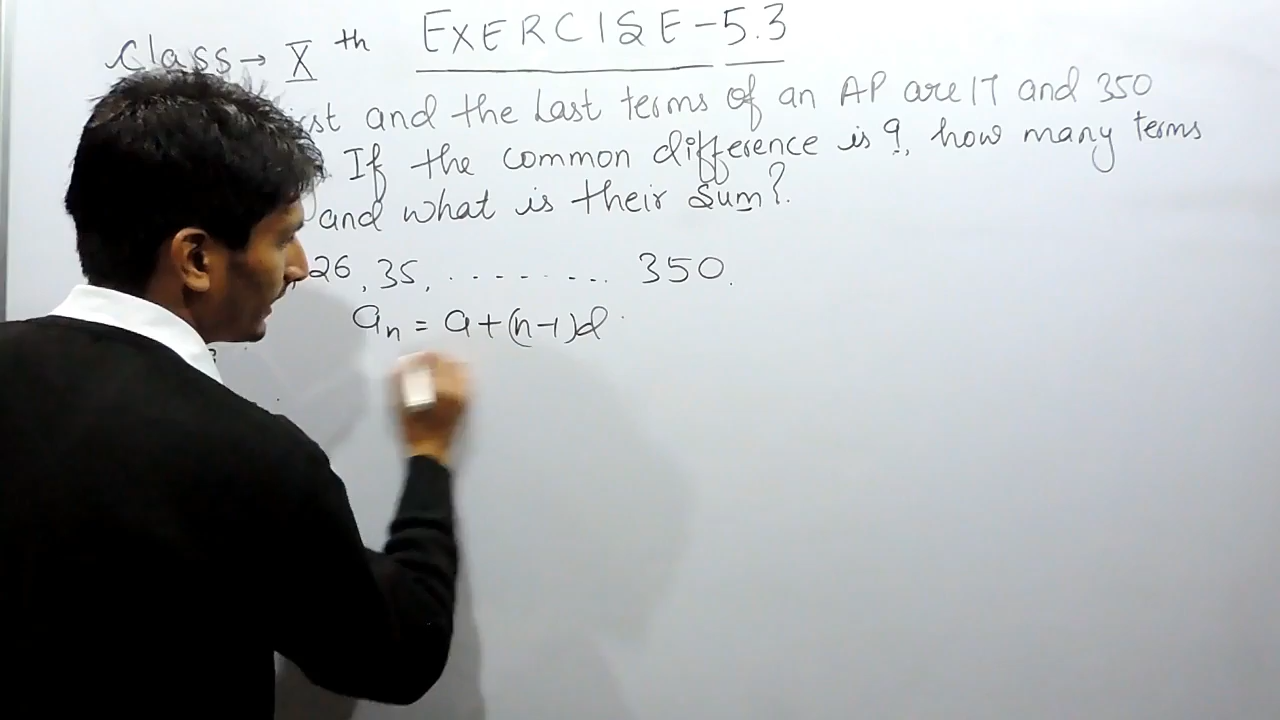 Class → X th EXERCISE - 5.3
and the Last terms of an AP are 17 and 350
If the common difference is 9, how many terms
and what is their Sum?
26, 35, ........ 350.
an = a + (n-1)d